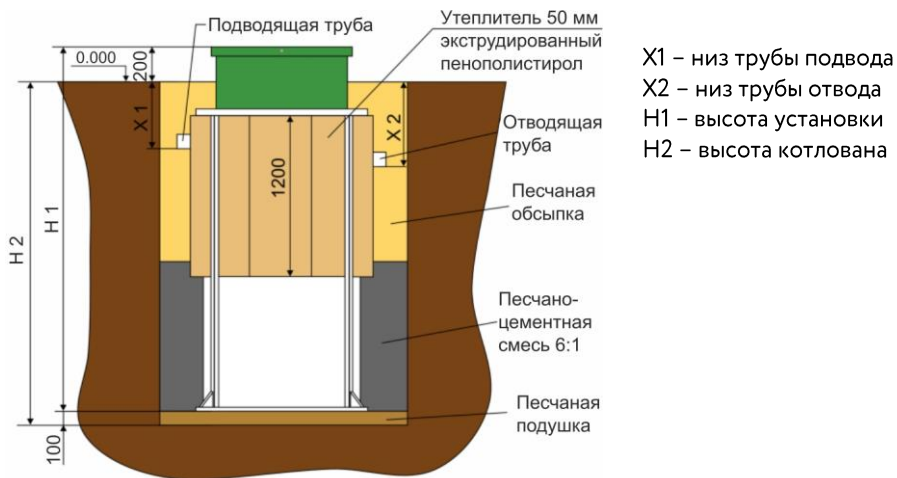 Подводящая труба
Утеплитель 50 мм
экструдированный
пенополистирол
0.000
200
X 1
X 2
Отводящая
труба
1200
Песчаная
обсыпка
H 1
H 2
Песчано-
цементная
смесь 6:1
Песчаная
подушка
100
X1 – низ трубы подвода
X2 – низ трубы отвода
H1 – высота установки
H2 – высота котлована